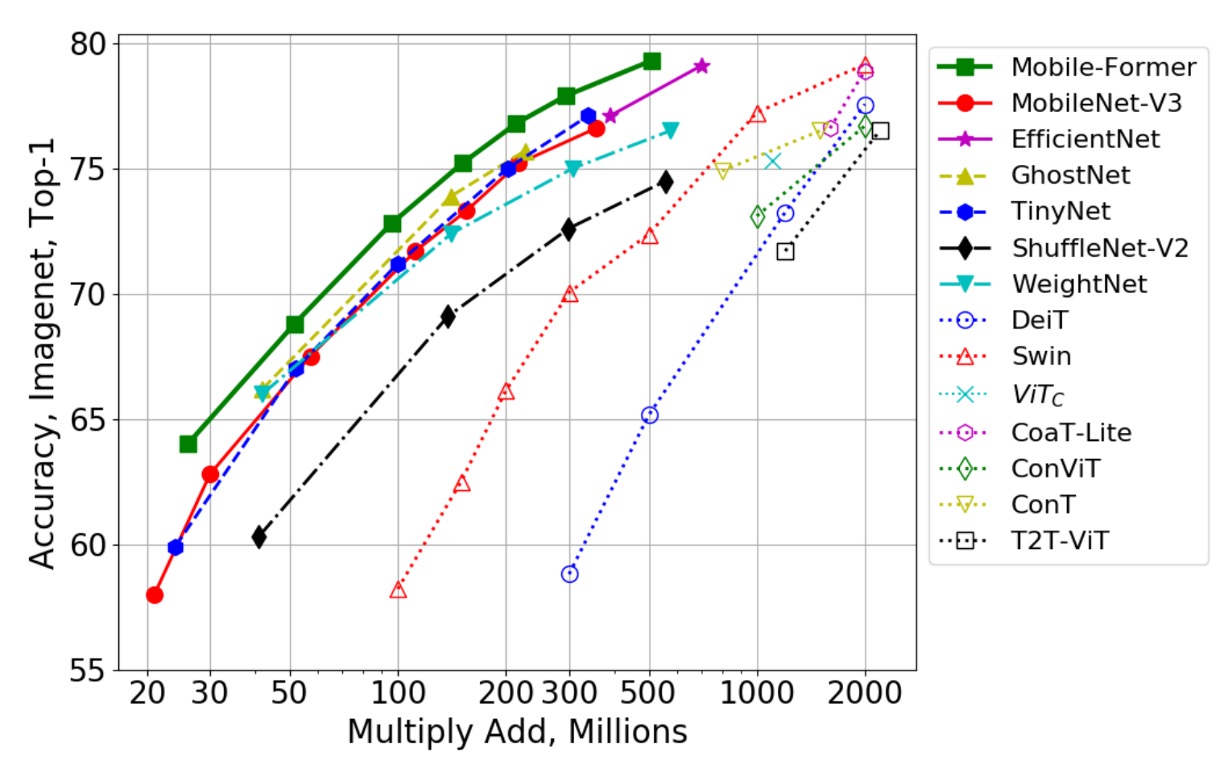 Accuracy, Imagenet, Top-1
80
75
70
65
60
55
20 30 50 100 200 300 500 1000 2000
Multiply Add, Millions
Mobile-Former
MobileNet-V3
EfficientNet
GhostNet
TinyNet
ShuffleNet-V2
WeightNet
DeiT
Swin
ViT_C
CoaT-Lite
ConViT
ConT
T2T-ViT